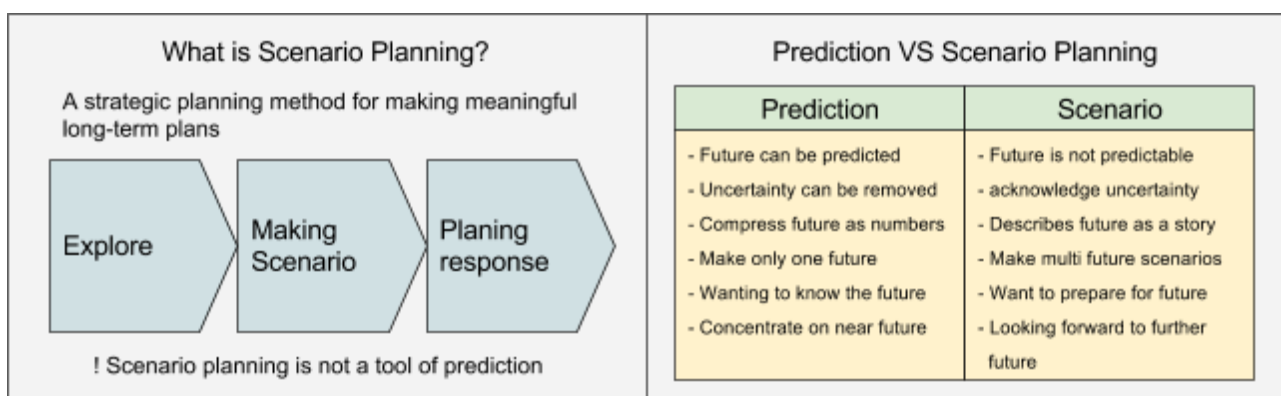 What is Scenario Planning?
A strategic planning method for making meaningful
long-term plans
Explore
Making
Scenario
Planing
response
! Scenario planning is not a tool of prediction
Prediction VS Scenario Planning
Prediction
Scenario
- Future can be predicted
- Future is not predictable
- Uncertainty can be removed
- acknowledge uncertainty
- Compress future as numbers
- Describes future as a story
- Make only one future
- Make multi future scenarios
- Wanting to know the future
- Want to prepare for future
- Concentrate on near future
- Looking forward to further
future